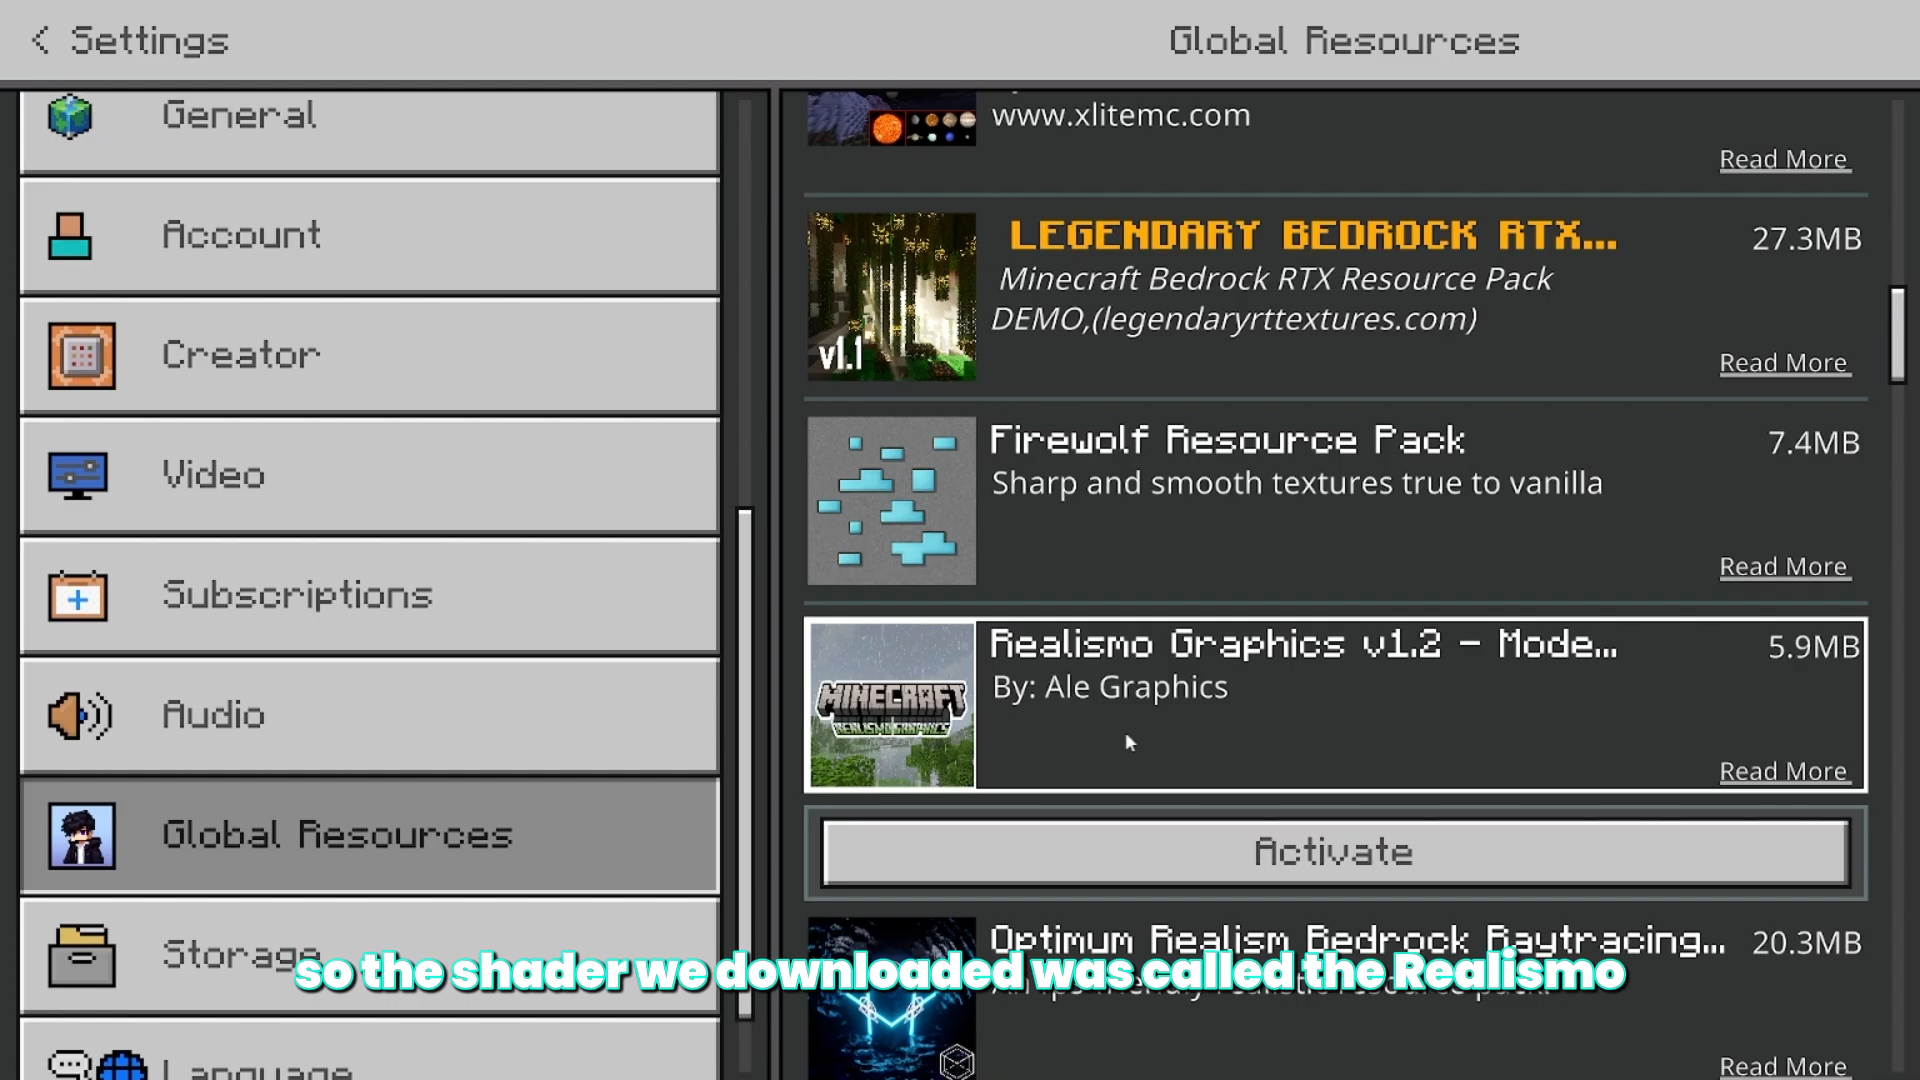 Settings
Global Resources
General
Account
Creator
Video
Subscriptions
Audio
Global Resources
Storage
Language
www.xlitemc.com
Read More
LEGENDARY BEDROCK RTX...
27.3MB
Minecraft Bedrock RTX Resource Pack
DEMO,(legendaryrttextures.com)
Read More
v1.1
Firewolf Resource Pack
7.4MB
Sharp and smooth textures true to vanilla
Read More
Realismo Graphics v1.2 - Mode...
5.9MB
By: Ale Graphics
Read More
MINECRAFT
REALISMO GRAPHICS
Activate
Optimum Realism Bedrock Raytracing...
20.3MB
Read More
so the shader we downloaded was called the Realismo